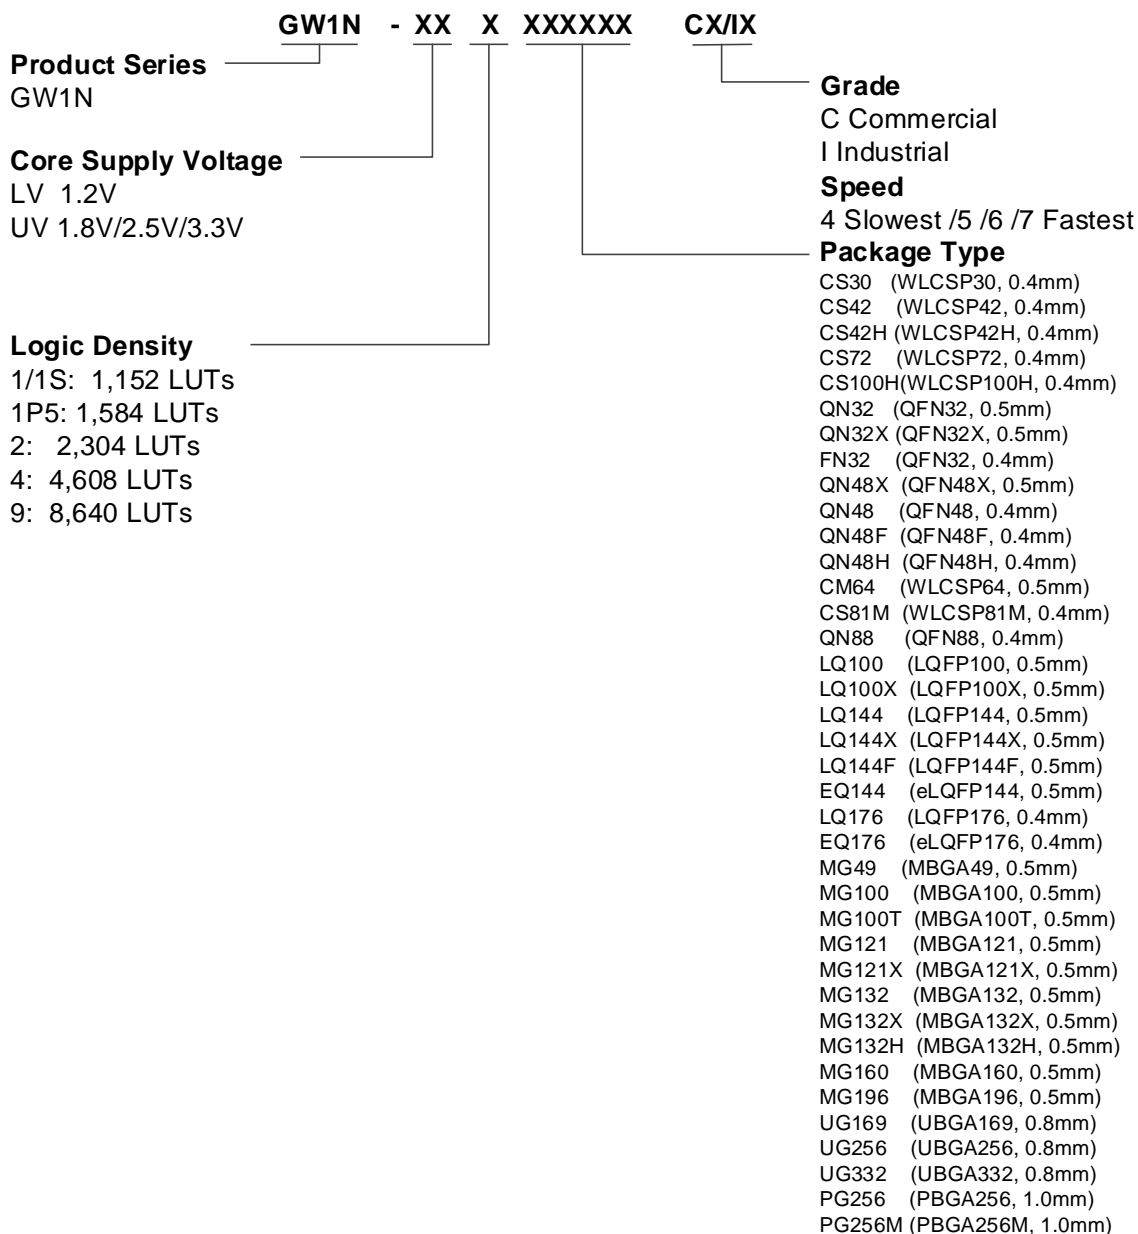 GW1N - XX X XXXXXX CX/IX
Product Series
GW1N
Core Supply Voltage
LV 1.2V
UV 1.8V/2.5V/3.3V
Logic Density
1/1S: 1,152 LUTs
1P5: 1,584 LUTs
2: 2,304 LUTs
4: 4,608 LUTs
9: 8,640 LUTs
Grade
C Commercial
I Industrial
Speed
4 Slowest /5 /6 /7 Fastest
Package Type
CS30 (WLCSP30, 0.4mm)
CS42 (WLCSP42, 0.4mm)
CS42H (WLCSP42H, 0.4mm)
CS72 (WLCSP72, 0.4mm)
CS100H(WLCSP100H, 0.4mm)
QN32 (QFN32, 0.5mm)
QN32X (QFN32X, 0.5mm)
FN32 (QFN32, 0.4mm)
QN48X (QFN48X, 0.5mm)
QN48 (QFN48, 0.4mm)
QN48F (QFN48F, 0.4mm)
QN48H (QFN48H, 0.4mm)
CM64 (WLCSP64, 0.5mm)
CS81M (WLCSP81M, 0.4mm)
QN88 (QFN88, 0.4mm)
LQ100 (LQFP100, 0.5mm)
LQ100X (LQFP100X, 0.5mm)
LQ144 (LQFP144, 0.5mm)
LQ144X (LQFP144X, 0.5mm)
LQ144F (LQFP144F, 0.5mm)
EQ144 (eLQFP144, 0.5mm)
LQ176 (LQFP176, 0.4mm)
EQ176 (eLQFP176, 0.4mm)
MG49 (MBGA49, 0.5mm)
MG100 (MBGA100, 0.5mm)
MG100T (MBGA100T, 0.5mm)
MG121 (MBGA121, 0.5mm)
MG121X (MBGA121X, 0.5mm)
MG132 (MBGA132, 0.5mm)
MG132X (MBGA132X, 0.5mm)
MG132H (MBGA132H, 0.5mm)
MG160 (MBGA160, 0.5mm)
MG196 (MBGA196, 0.5mm)
UG169 (UBGA169, 0.8mm)
UG256 (UBGA256, 0.8mm)
UG332 (UBGA332, 0.8mm)
PG256 (PBGA256, 1.0mm)
PG256M (PBGA256M, 1.0mm)